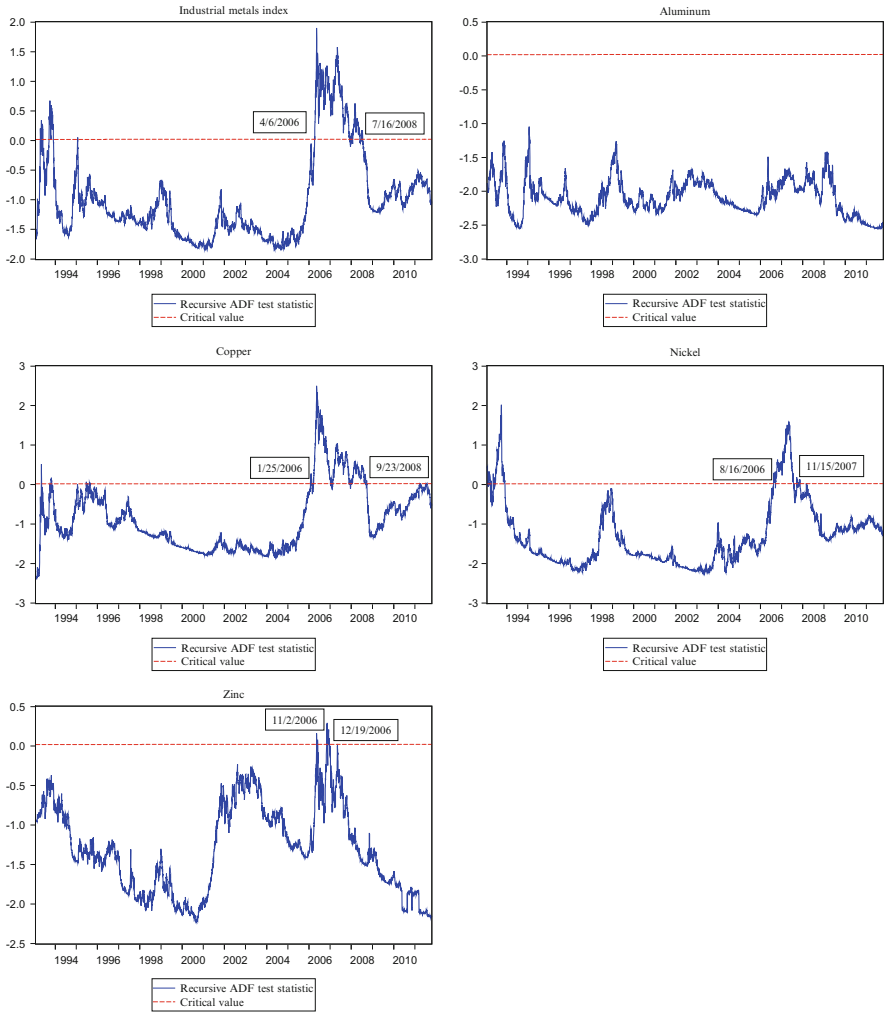 Industrial metals index
2.0
1.5
1.0
0.5
0.0
-0.5
-1.0
-1.5
-2.0
4/6/2006
7/16/2008
1994 1996 1998 2000 2002 2004 2006 2008 2010
Recursive ADF test statistic
Critical value
Aluminum
0.5
0.0
-0.5
-1.0
-1.5
-2.0
-2.5
-3.0
1994 1996 1998 2000 2002 2004 2006 2008 2010
Recursive ADF test statistic
Critical value
Copper
3
2
1
0
-1
-2
-3
1/25/2006
9/23/2008
1994 1996 1998 2000 2002 2004 2006 2008 2010
Recursive ADF test statistic
Critical value
Nickel
3
2
1
0
-1
-2
-3
8/16/2006
11/15/2007
1994 1996 1998 2000 2002 2004 2006 2008 2010
Recursive ADF test statistic
Critical value
Zinc
0.5
0.0
-0.5
-1.0
-1.5
-2.0
-2.5
11/2/2006
12/19/2006
1994 1996 1998 2000 2002 2004 2006 2008 2010
Recursive ADF test statistic
Critical value